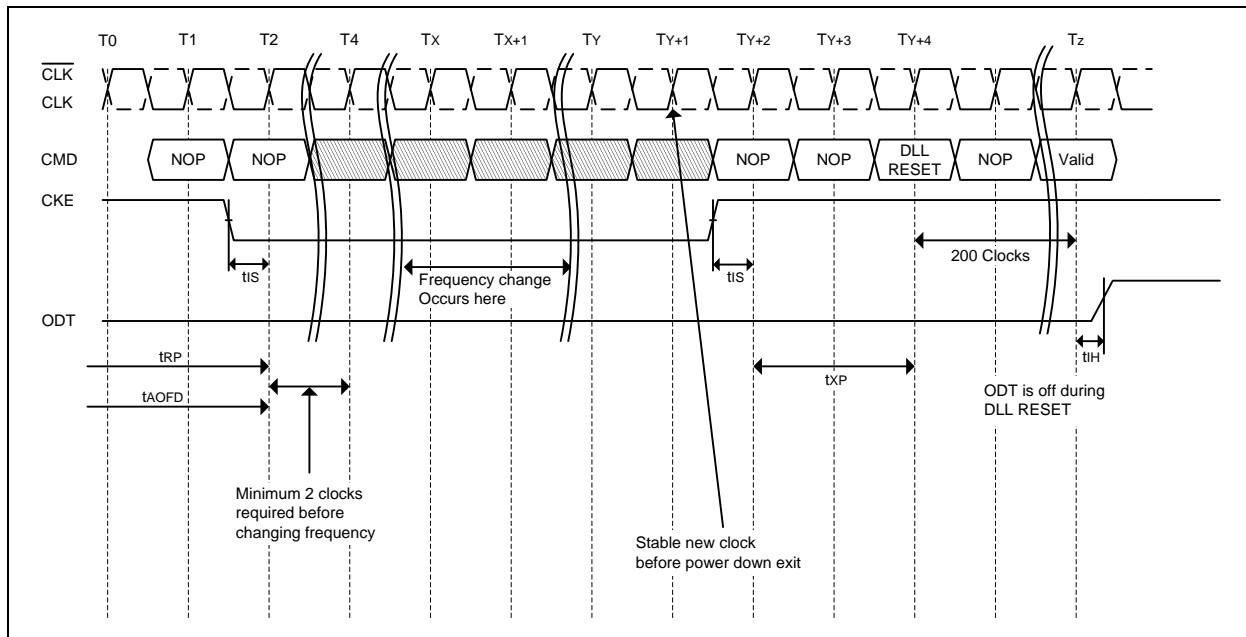 T0 T1 T2 T4 TX TX+1 TY TY+1 TY+2 TY+3 TY+4 Tz
CLK
CLK
CMD NOP NOP NOP NOP DLL RESET NOP Valid
CKE
tIS
Frequency change
Occurs here
tIS
200 Clocks
ODT
tIH
tRP
tXP
tAOFD
ODT is off during
DLL RESET
Minimum 2 clocks
required before
changing frequency
Stable new clock
before power down exit